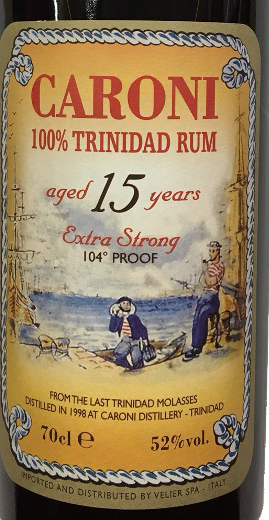 CARONI
100% TRINIDAD RUM
aged 15 years
Extra Strong
104° PROOF
FROM THE LAST TRINIDAD MOLASSES
DISTILLED IN 1998 AT CARONI DISTILLERY - TRINIDAD
70cl e 52%vol.
IMPORTED AND DISTRIBUTED BY VELIER SPA - ITALY